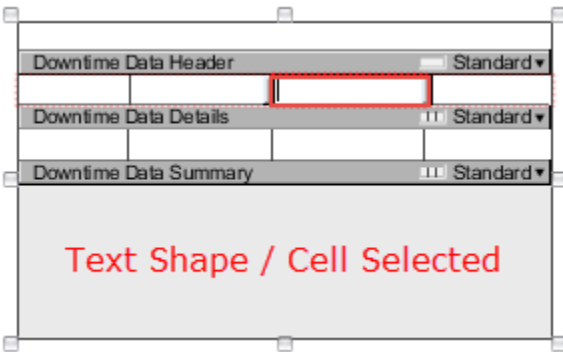 Downtime Data Header Standard
Downtime Data Details Standard
Downtime Data Summary Standard
Text Shape / Cell Selected